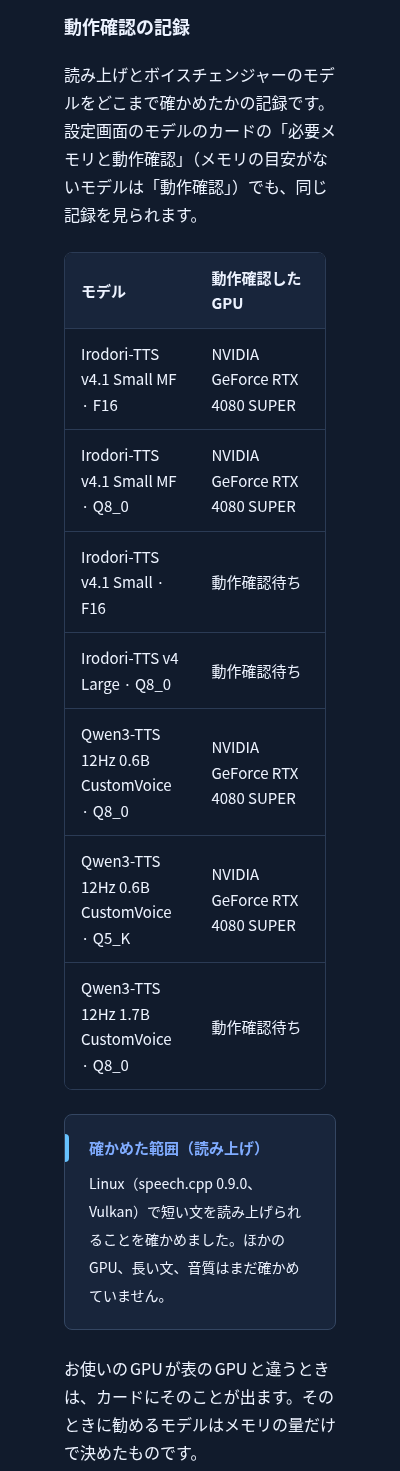 動作確認の記録
読み上げとボイスチェンジャーのモデ
ルをどこまで確かめたかの記録です。
設定画面のモデルのカードの「必要メ
モリと動作確認」（メモリの目安がな
いモデルは「動作確認」）でも、同じ
記録を見られます。
モデル
動作確認した
GPU
Irodori-TTS
v4.1 Small MF
· F16
NVIDIA
GeForce RTX
4080 SUPER
Irodori-TTS
v4.1 Small MF
· Q8_0
NVIDIA
GeForce RTX
4080 SUPER
Irodori-TTS
v4.1 Small ·
F16
動作確認待ち
Irodori-TTS v4
Large · Q8_0
動作確認待ち
Qwen3-TTS
12Hz 0.6B
CustomVoice
· Q8_0
NVIDIA
GeForce RTX
4080 SUPER
Qwen3-TTS
12Hz 0.6B
CustomVoice
· Q5_K
NVIDIA
GeForce RTX
4080 SUPER
Qwen3-TTS
12Hz 1.7B
CustomVoice
· Q8_0
動作確認待ち
確かめた範囲（読み上げ）
Linux（speech.cpp 0.9.0、
Vulkan）で短い文を読み上げられ
ることを確かめました。ほかの
GPU、長い文、音質はまだ確かめ
ていません。
お使いのGPUが表のGPUと違うとき
は、カードにそのことが出ます。その
ときに勧めるモデルはメモリの量だけ
で決めたものです。